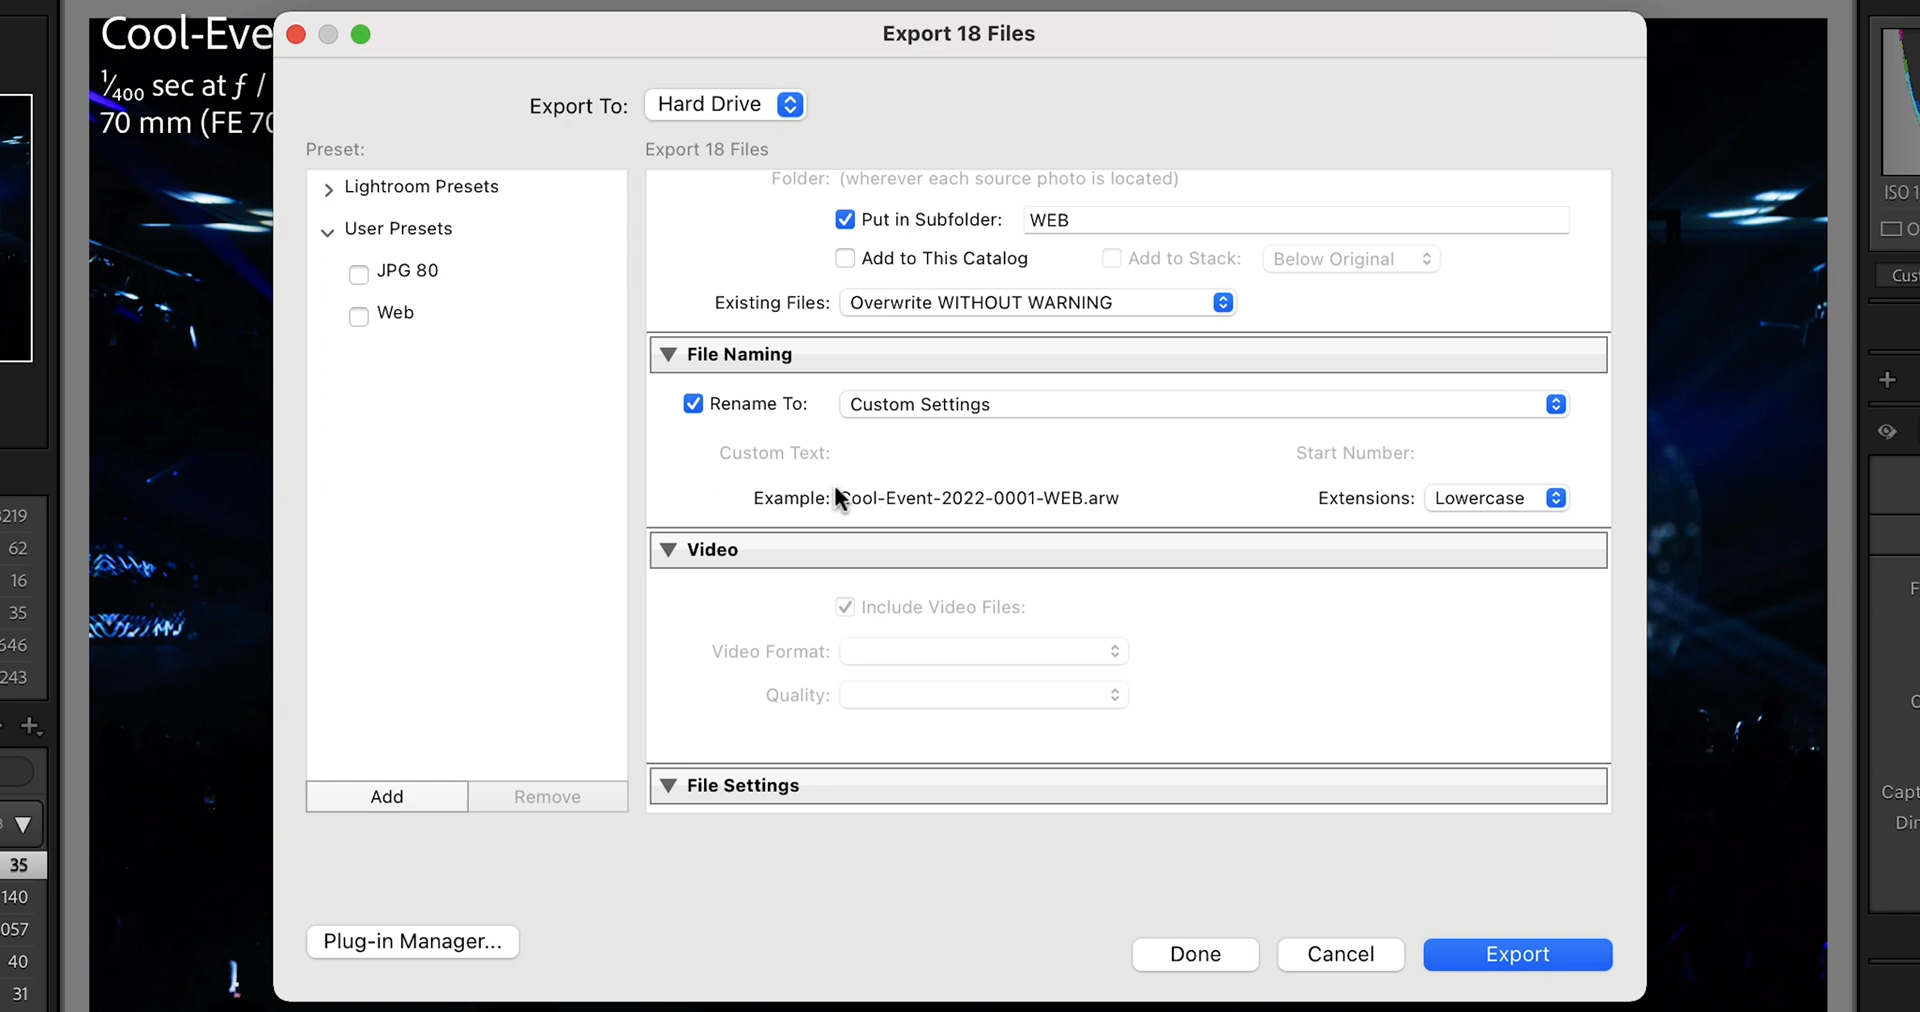 Cool-Eve
1/400 sec at ƒ /
70 mm (FE 70
Export 18 Files
Export To: Hard Drive
Preset:
Lightroom Presets
User Presets
JPG 80
Web
Add Remove
Export 18 Files
Folder: (wherever each source photo is located)
Put in Subfolder: WEB
Add to This Catalog Add to Stack: Below Original
Existing Files: Overwrite WITHOUT WARNING
File Naming
Rename To: Custom Settings
Custom Text: Start Number:
Example: Cool-Event-2022-0001-WEB.arw Extensions: Lowercase
Video
Include Video Files:
Video Format:
Quality:
File Settings
Plug-in Manager...
Done Cancel Export
3219
62
16
35
646
243
35
140
057
40
31
ISO 1
Cus
Capt